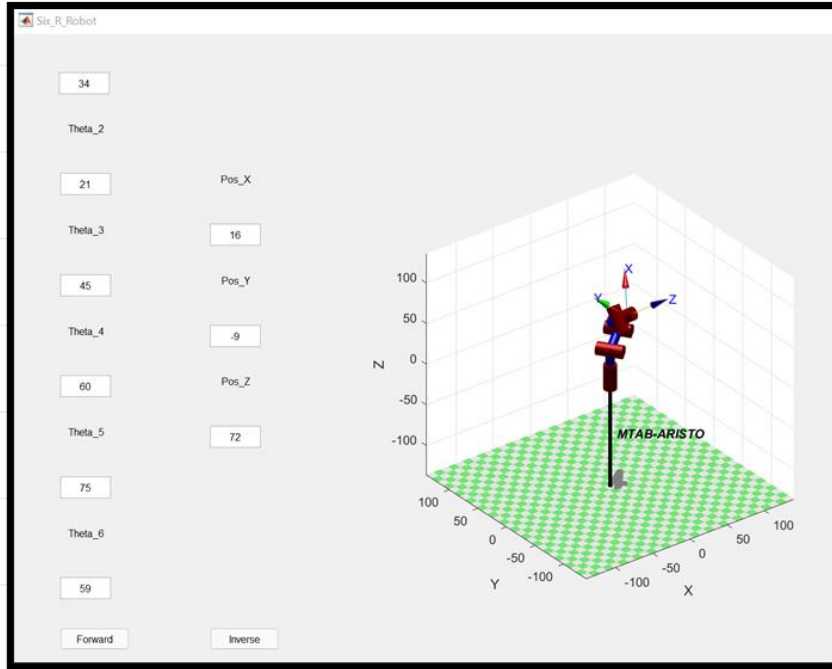 Six_R_Robot
34
Theta_2
21
Theta_3
45
Theta_4
60
Theta_5
75
Theta_6
59
Forward
Pos_X
16
Pos_Y
-9
Pos_Z
72
Inverse
X
Y
Z
MTAB-ARISTO
Z
100
50
0
-50
-100
100
50
0
-50
-100
Y
-100
-50
0
50
100
X